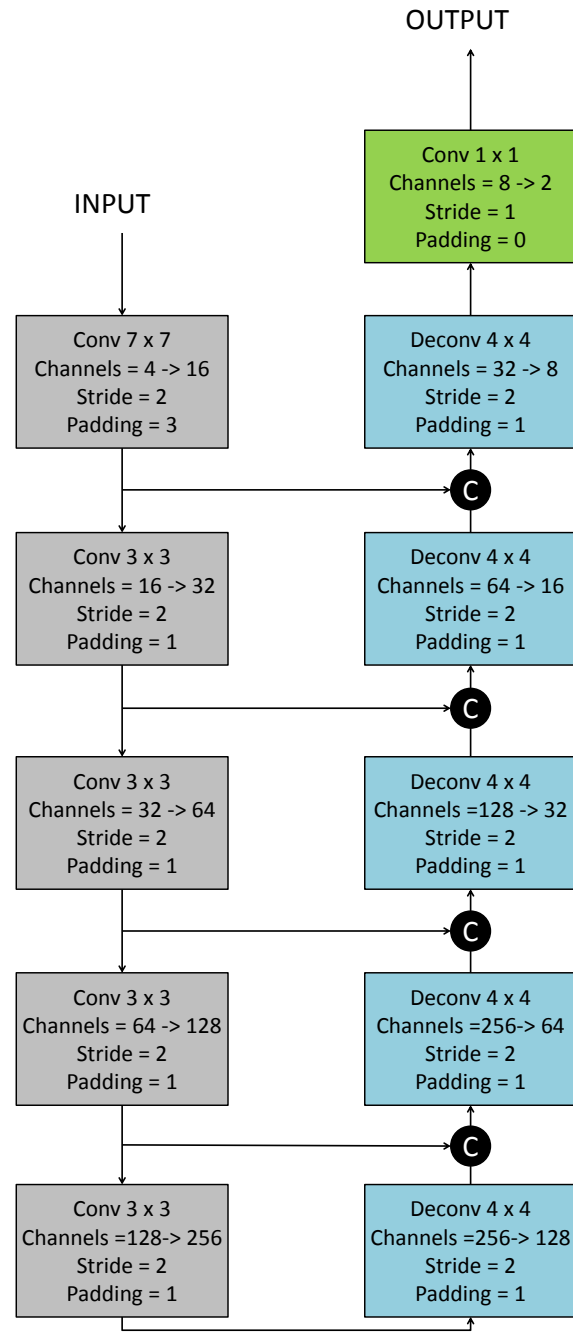 INPUT
Conv 7 x 7
Channels = 4 -> 16
Stride = 2
Padding = 3
Conv 3 x 3
Channels = 16 -> 32
Stride = 2
Padding = 1
Conv 3 x 3
Channels = 32 -> 64
Stride = 2
Padding = 1
Conv 3 x 3
Channels = 64 -> 128
Stride = 2
Padding = 1
Conv 3 x 3
Channels =128-> 256
Stride = 2
Padding = 1
OUTPUT
Conv 1 x 1
Channels = 8 -> 2
Stride = 1
Padding = 0
Deconv 4 x 4
Channels = 32 -> 8
Stride = 2
Padding = 1
C
Deconv 4 x 4
Channels = 64 -> 16
Stride = 2
Padding = 1
C
Deconv 4 x 4
Channels =128 -> 32
Stride = 2
Padding = 1
C
Deconv 4 x 4
Channels =256-> 64
Stride = 2
Padding = 1
C
Deconv 4 x 4
Channels =256-> 128
Stride = 2
Padding = 1